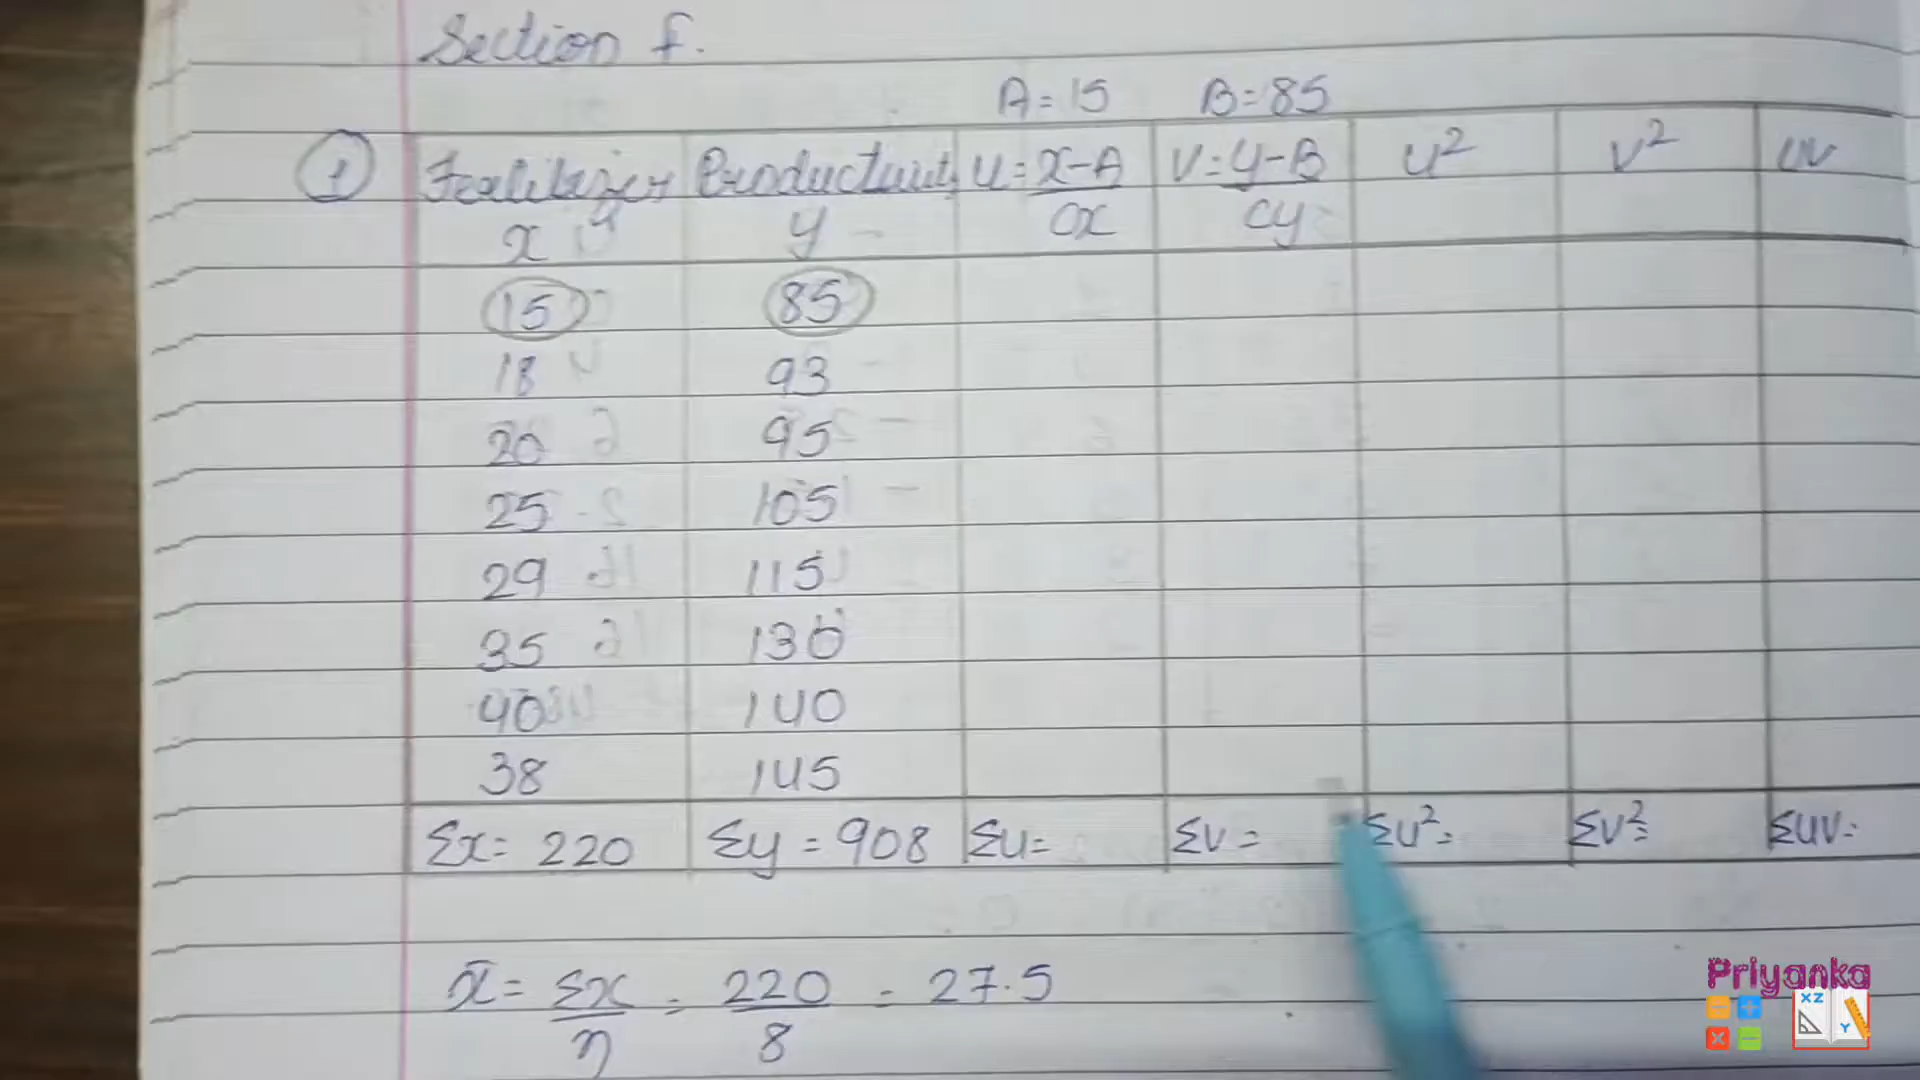 Section f.
A = 15 B = 85
1 Fertilizer Productivity U = x-A V = y-B U² V² UV
x y Cx Cy
15 85
18 93
20 95
25 105
29 115
35 130
40 140
38 145
Σx = 220 Σy = 908 ΣU = ΣV = ΣU² = ΣV² = ΣUV =
x̄ = Σx = 220 = 27.5
n 8
Priyanka
XZ
Y